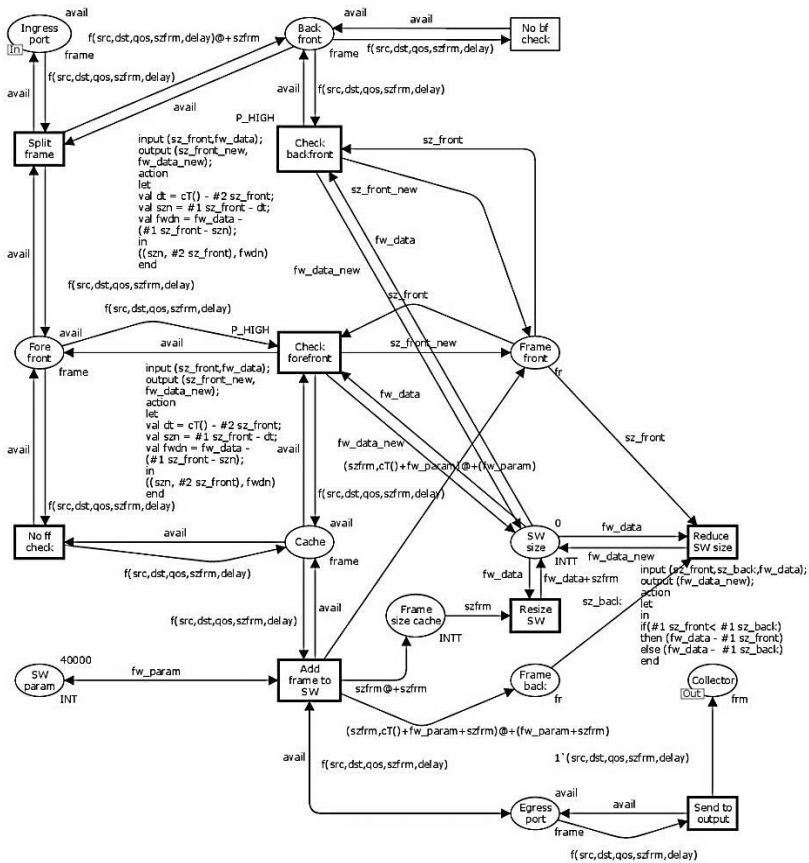 avail
Ingress
port
In
frame
f(src,dst,qos,szfrm,delay)@+szfrm
f(src,dst,qos,szfrm,delay)
avail
avail
avail
Back
front
frame
avail
f(src,dst,qos,szfrm,delay)
No bf
check
avail
f(src,dst,qos,szfrm,delay)
P_HIGH
Split
frame
Check
backfront
input (sz_front,fw_data);
output (sz_front_new,
fw_data_new);
action
let
val dt = cT() - #2 sz_front;
val szn = #1 sz_front - dt;
val fwdn = fw_data -
(#1 sz_front - szn);
in
((szn, #2 sz_front), fwdn)
end
sz_front
sz_front_new
fw_data
fw_data_new
avail
f(src,dst,qos,szfrm,delay)
f(src,dst,qos,szfrm,delay)
sz_front
avail
P_HIGH
Fore
front
frame
avail
Check
forefront
sz_front_new
Frame
front
fr
input (sz_front,fw_data);
output (sz_front_new,
fw_data_new);
action
let
val dt = cT() - #2 sz_front;
val szn = #1 sz_front - dt;
val fwdn = fw_data -
(#1 sz_front - szn);
in
((szn, #2 sz_front), fwdn)
end
fw_data
avail
avail
fw_data_new
sz_front
(szfrm,cT()+fw_param)@+(fw_param)
f(src,dst,qos,szfrm,delay)
f(src,dst,qos,szfrm,delay)
No ff
check
avail
avail
Cache
frame
f(src,dst,qos,szfrm,delay)
0
SW
size
INTT
fw_data
fw_data_new
Reduce
SW size
fw_data
fw_data+szfrm
input (sz_front,sz_back,fw_data);
output (fw_data_new);
action
let
in
if(#1 sz_front< #1 sz_back)
then (fw_data - #1 sz_front)
else (fw_data - #1 sz_back)
end
f(src,dst,qos,szfrm,delay)
avail
Frame
size cache
INTT
szfrm
Resize
SW
sz_back
40000
SW
param
INT
fw_param
Add
frame to
SW
szfrm@+szfrm
Frame
back
fr
Collector
Out
frm
(szfrm,cT()+fw_param+szfrm)@+(fw_param+szfrm)
avail
f(src,dst,qos,szfrm,delay)
1`(src,dst,qos,szfrm,delay)
avail
Egress
port
frame
avail
Send to
output
f(src,dst,qos,szfrm,delay)